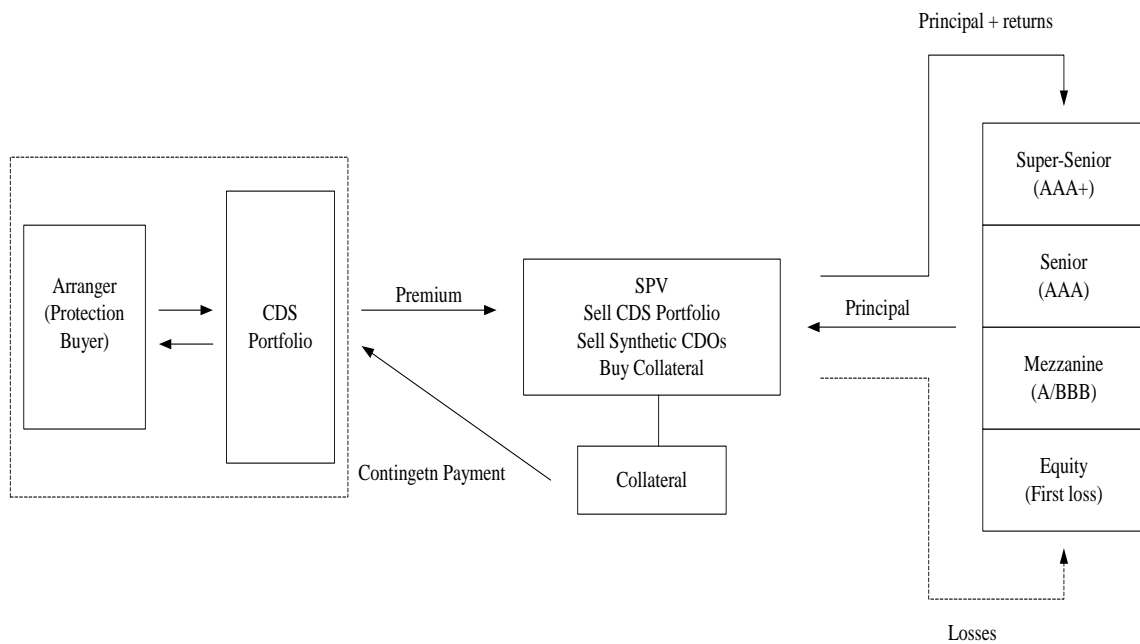 Principal + returns
Arranger
(Protection
Buyer)
CDS
Portfolio
Premium
Contingetn Payment
SPV
Sell CDS Portfolio
Sell Synthetic CDOs
Buy Collateral
Collateral
Principal
Super-Senior
(AAA+)
Senior
(AAA)
Mezzanine
(A/BBB)
Equity
(First loss)
Losses